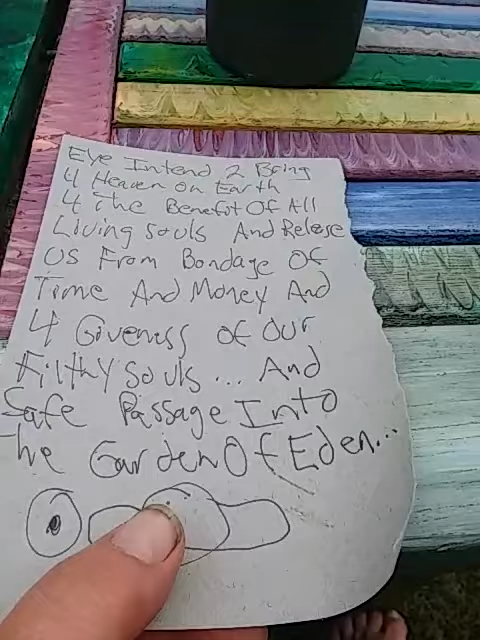 Eye Intend 2 Bring
4 Heaven on Earth
4 The Benefit Of All
Living Souls And Relese
US From Bondage Of
Time And Money And
4 Giveness of our
Filthy Souls... And
Safe Passage Into
The Garden Of Eden...